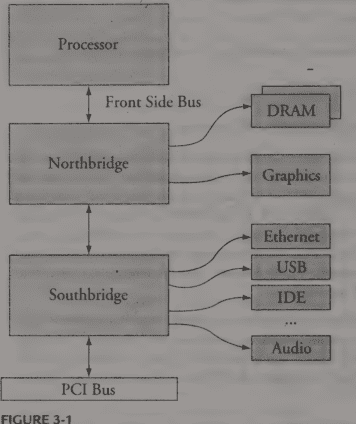 Processor
Front Side Bus
DRAM
Northbridge
Graphics
Ethernet
USB
Southbridge
IDE
...
Audio
PCI Bus
FIGURE 3-1